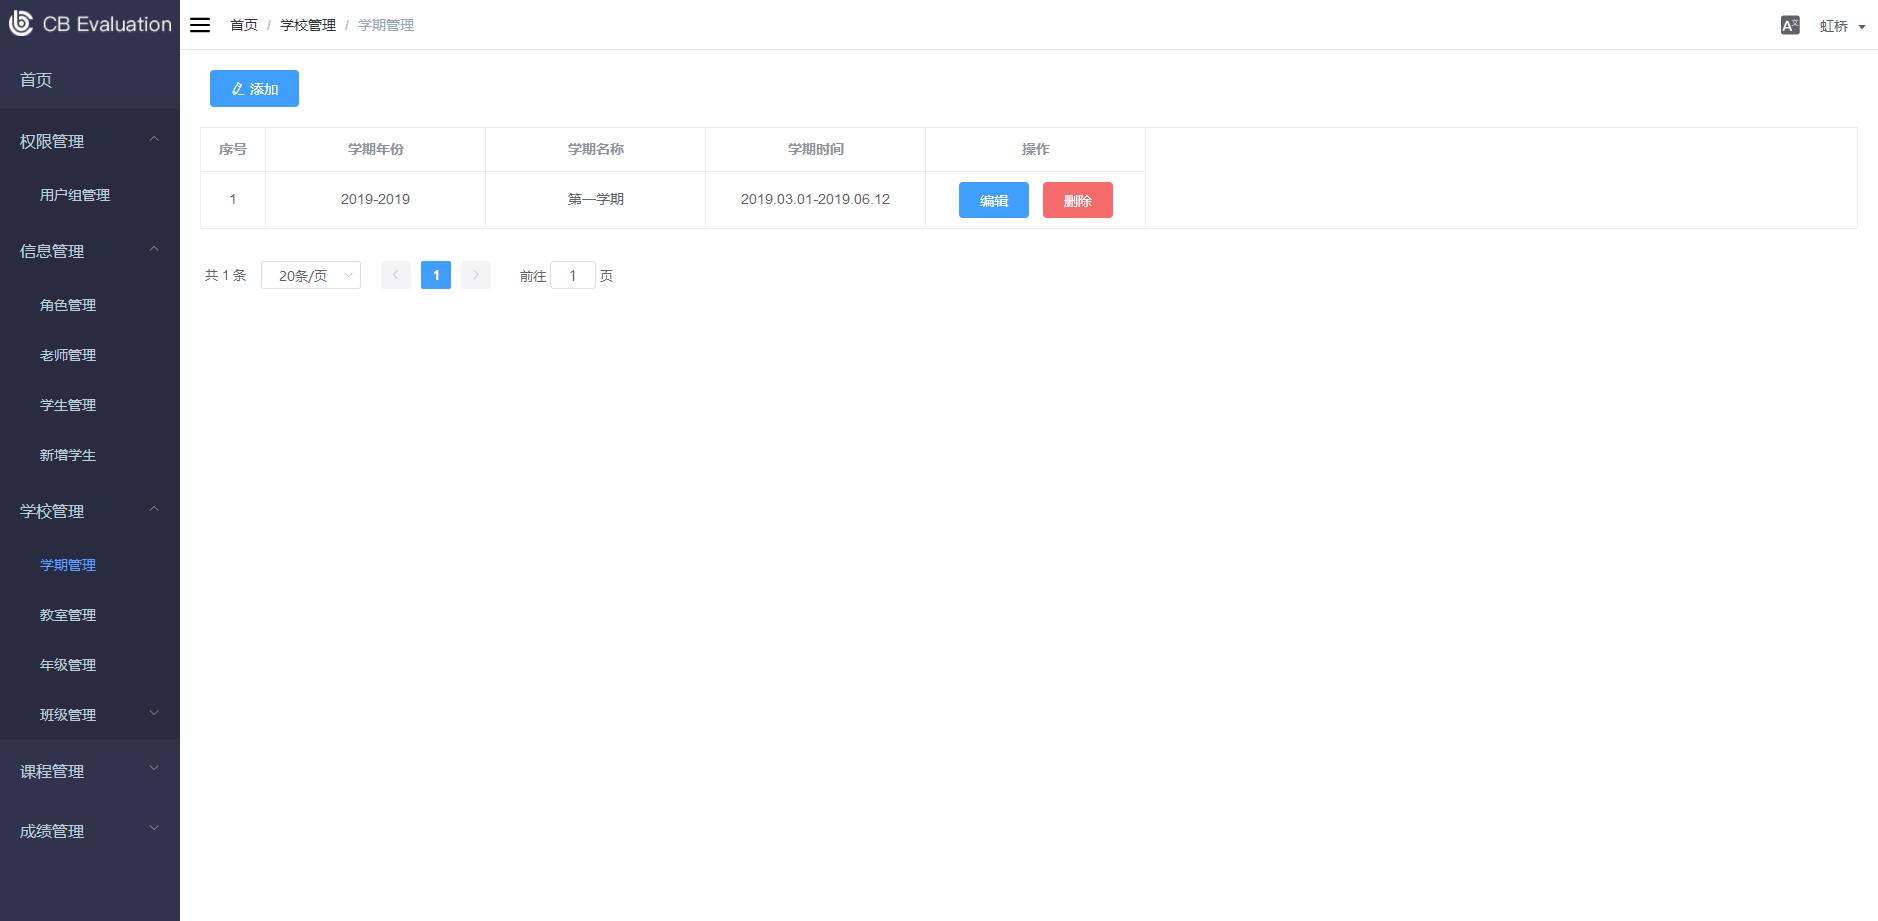 CB Evaluation
首页
权限管理
用户组管理
信息管理
角色管理
老师管理
学生管理
新增学生
学校管理
学期管理
教室管理
年级管理
班级管理
课程管理
成绩管理
首页 / 学校管理 / 学期管理
虹桥
添加
序号 学期年份 学期名称 学期时间 操作
1 2019-2019 第一学期 2019.03.01-2019.06.12 编辑 删除
共 1 条 20条/页 1 前往 1 页